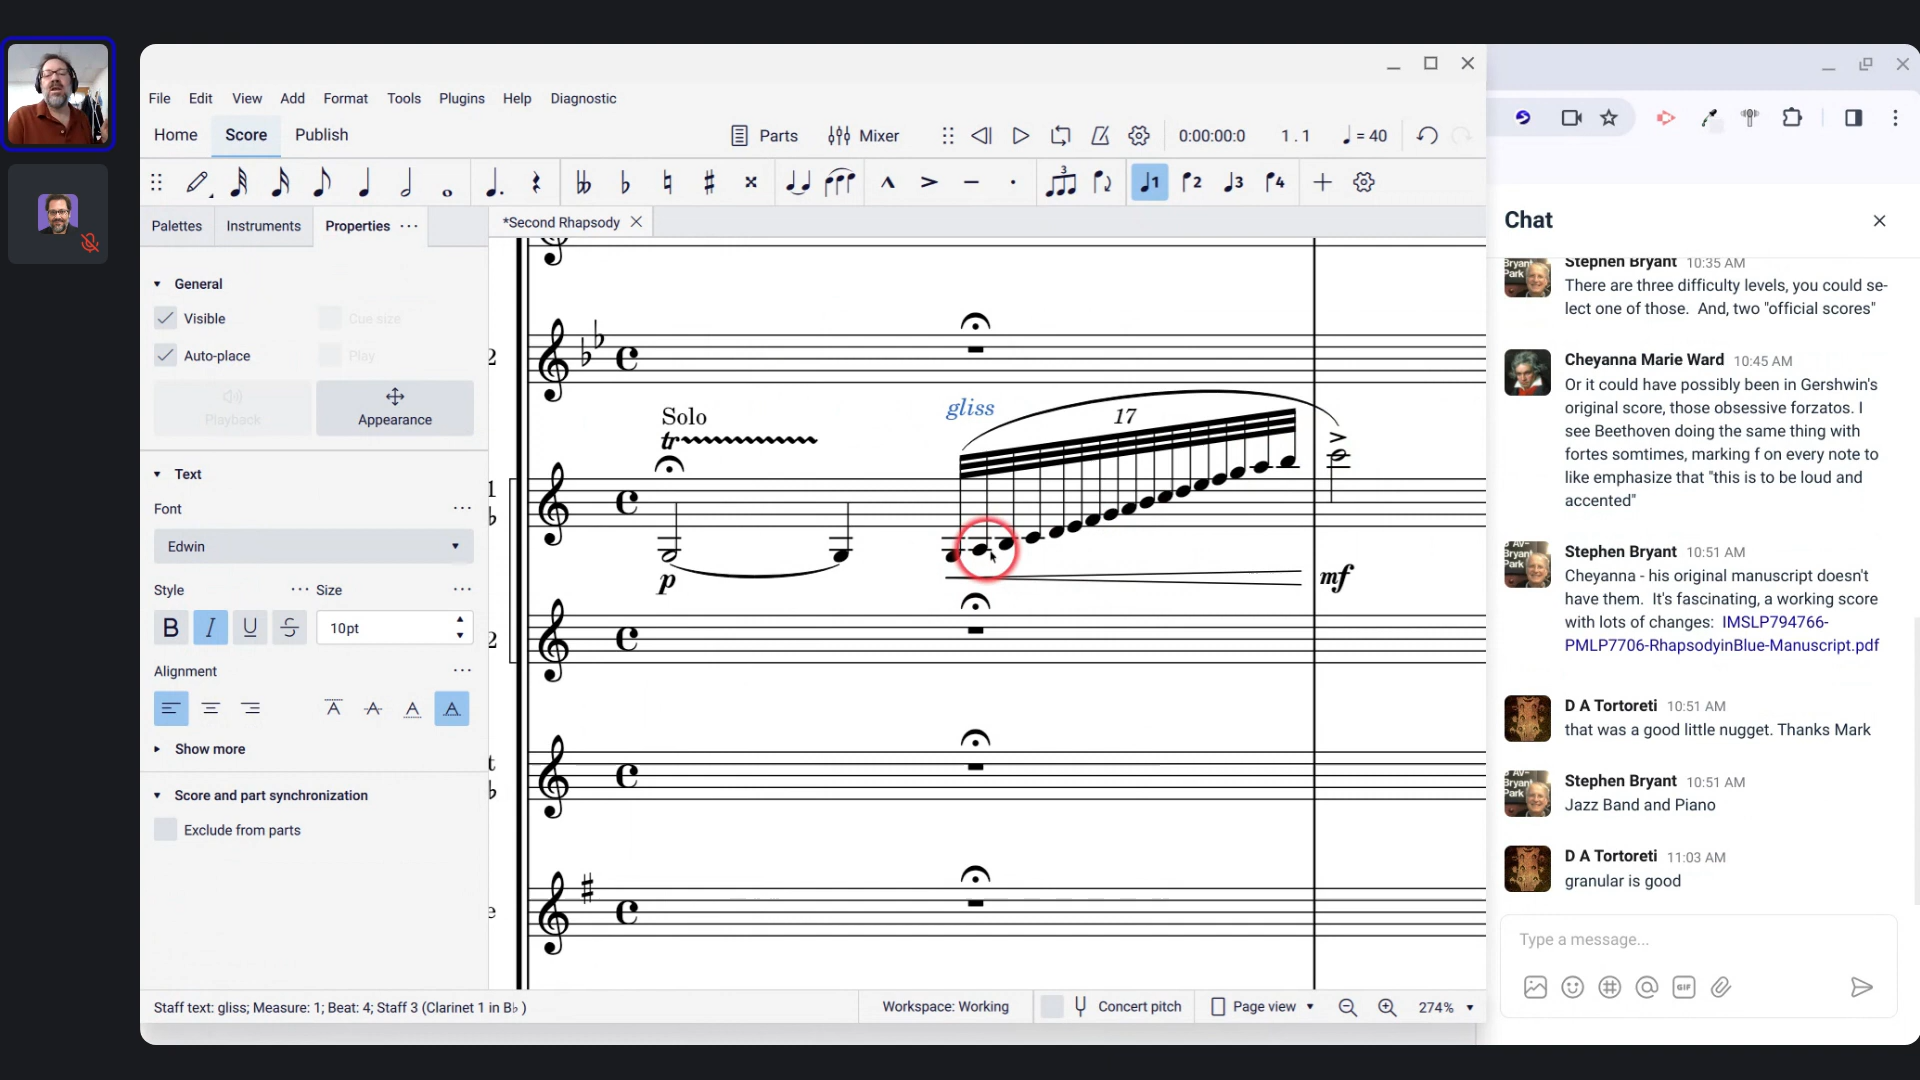 File Edit View Add Format Tools Plugins Help Diagnostic
Home Score Publish
Parts Mixer 0:00:00:0 1 . 1 = 40
3 1 2 3 4
Palettes Instruments Properties ···
*Second Rhapsody
General
Visible Cue size
Auto-place Play
Playback Appearance
Text
Font ···
Edwin
Style ··· Size ···
B I U S 10pt
Alignment ···
A A A A
Show more
Score and part synchronization
Exclude from parts
2
Solo
tr
gliss
17
1
b
p
mf
2
t
b
e
Staff text: gliss; Measure: 1; Beat: 4; Staff 3 (Clarinet 1 in B♭ )
Workspace: Working Concert pitch Page view 274%
Chat
Stephen Bryant 10:35 AM
There are three difficulty levels, you could se-
lect one of those. And, two "official scores"
Cheyanna Marie Ward 10:45 AM
Or it could have possibly been in Gershwin's
original score, those obsessive forzatos. I
see Beethoven doing the same thing with
fortes somtimes, marking f on every note to
like emphasize that "this is to be loud and
accented"
Stephen Bryant 10:51 AM
Cheyanna - his original manuscript doesn't
have them. It's fascinating, a working score
with lots of changes: IMSLP794766-
PMLP7706-RhapsodyinBlue-Manuscript.pdf
D A Tortoreti 10:51 AM
that was a good little nugget. Thanks Mark
Stephen Bryant 10:51 AM
Jazz Band and Piano
D A Tortoreti 11:03 AM
granular is good
Type a message...
GIF